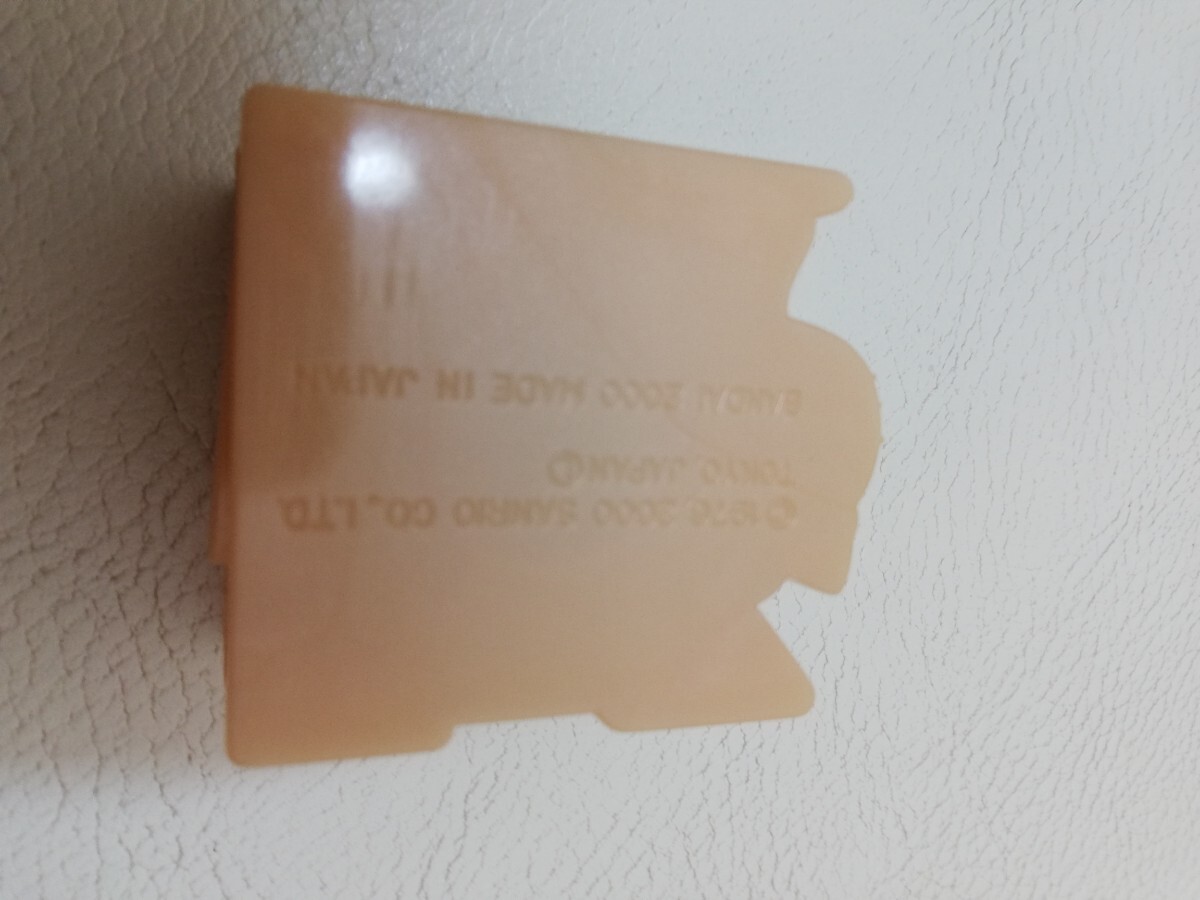 ©1976, 2000 SANRIO CO., LTD.
TOKYO JAPAN Ⓛ
BANDAI 2000 MADE IN JAPAN